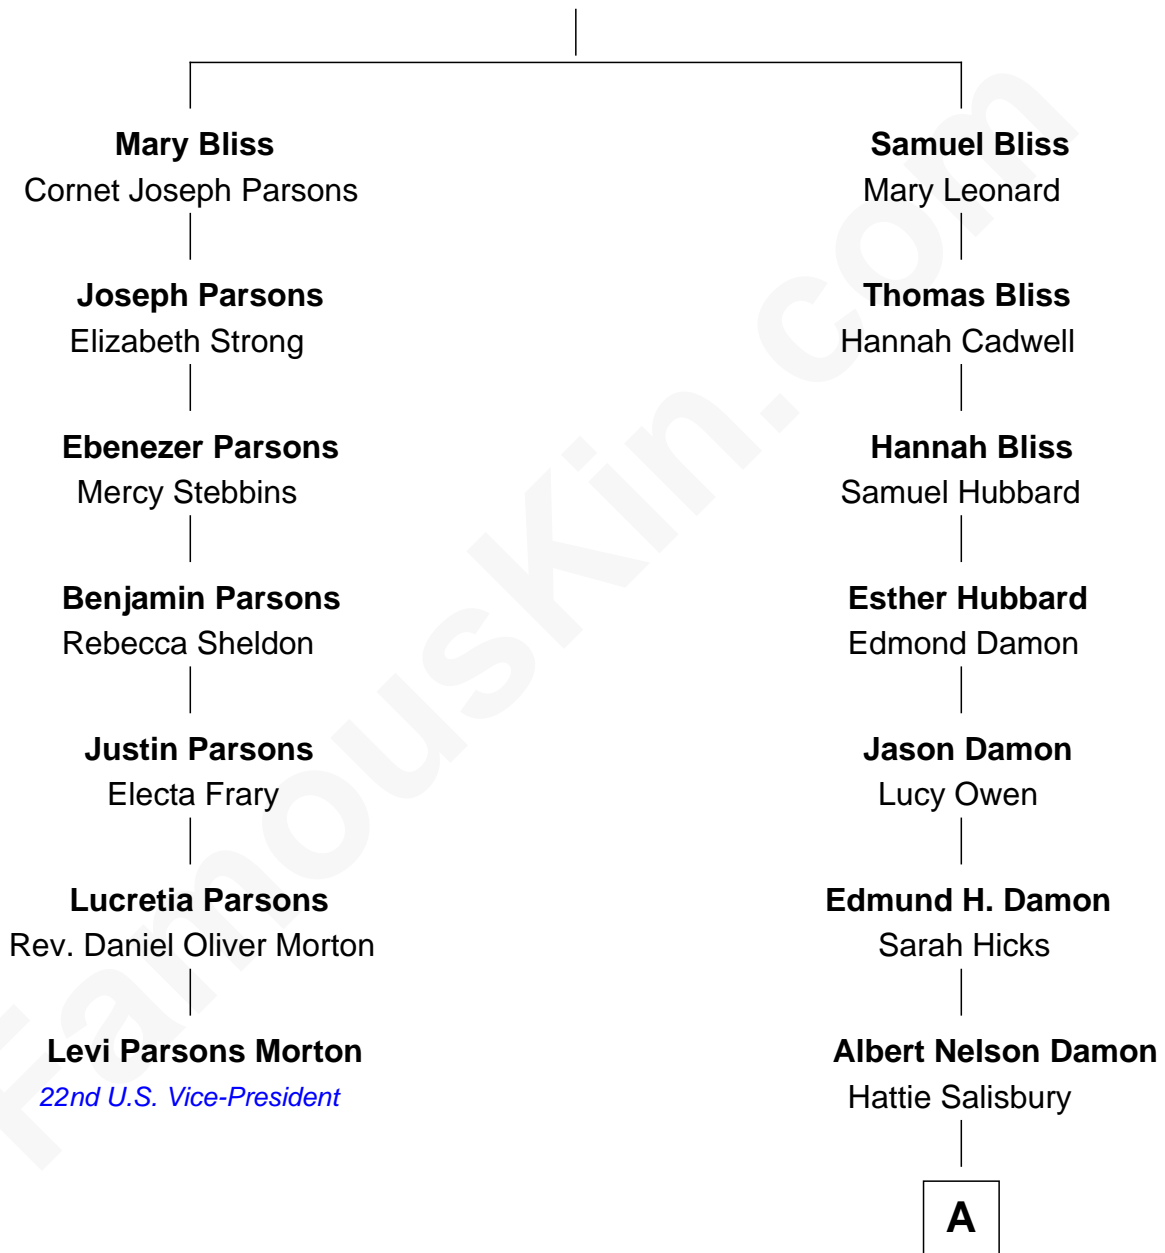 Mary Bliss
Cornet Joseph Parsons
Joseph Parsons
Elizabeth Strong
Ebenezer Parsons
Mercy Stebbins
Benjamin Parsons
Rebecca Sheldon
Justin Parsons
Electa Frary
Lucretia Parsons
Rev. Daniel Oliver Morton
Levi Parsons Morton
22nd U.S. Vice-President
Samuel Bliss
Mary Leonard
Thomas Bliss
Hannah Cadwell
Hannah Bliss
Samuel Hubbard
Esther Hubbard
Edmond Damon
Jason Damon
Lucy Owen
Edmund H. Damon
Sarah Hicks
Albert Nelson Damon
Hattie Salisbury
A
FamousKin.com